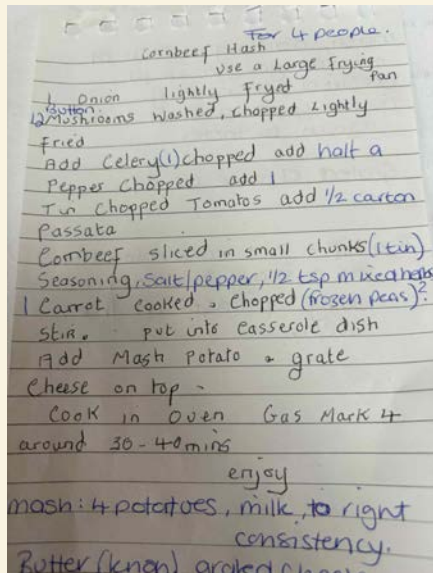 For 4 people.
Cornbeef Hash
Use a Large Frying Pan
1 Onion lightly Fryed
12 Button Mushrooms Washed, chopped Lightly
Fried
Add Celery(1) chopped add half a
Pepper Chopped add 1
Tin Chopped Tomatos add 1/2 carton
Passata
Cornbeef sliced in small chunks (1 tin)
Seasoning, Salt/pepper, 1/2 tsp mixed herbs
1 Carrot cooked & chopped (frozen peas)?
Stir. put into Casserole dish
Add Mash Potato & grate
Cheese on top.
Cook in Oven Gas Mark 4
around 30-40 mins
enjoy
mash: 4 potatoes, milk, to right
consistency.
Butter (knob) grated